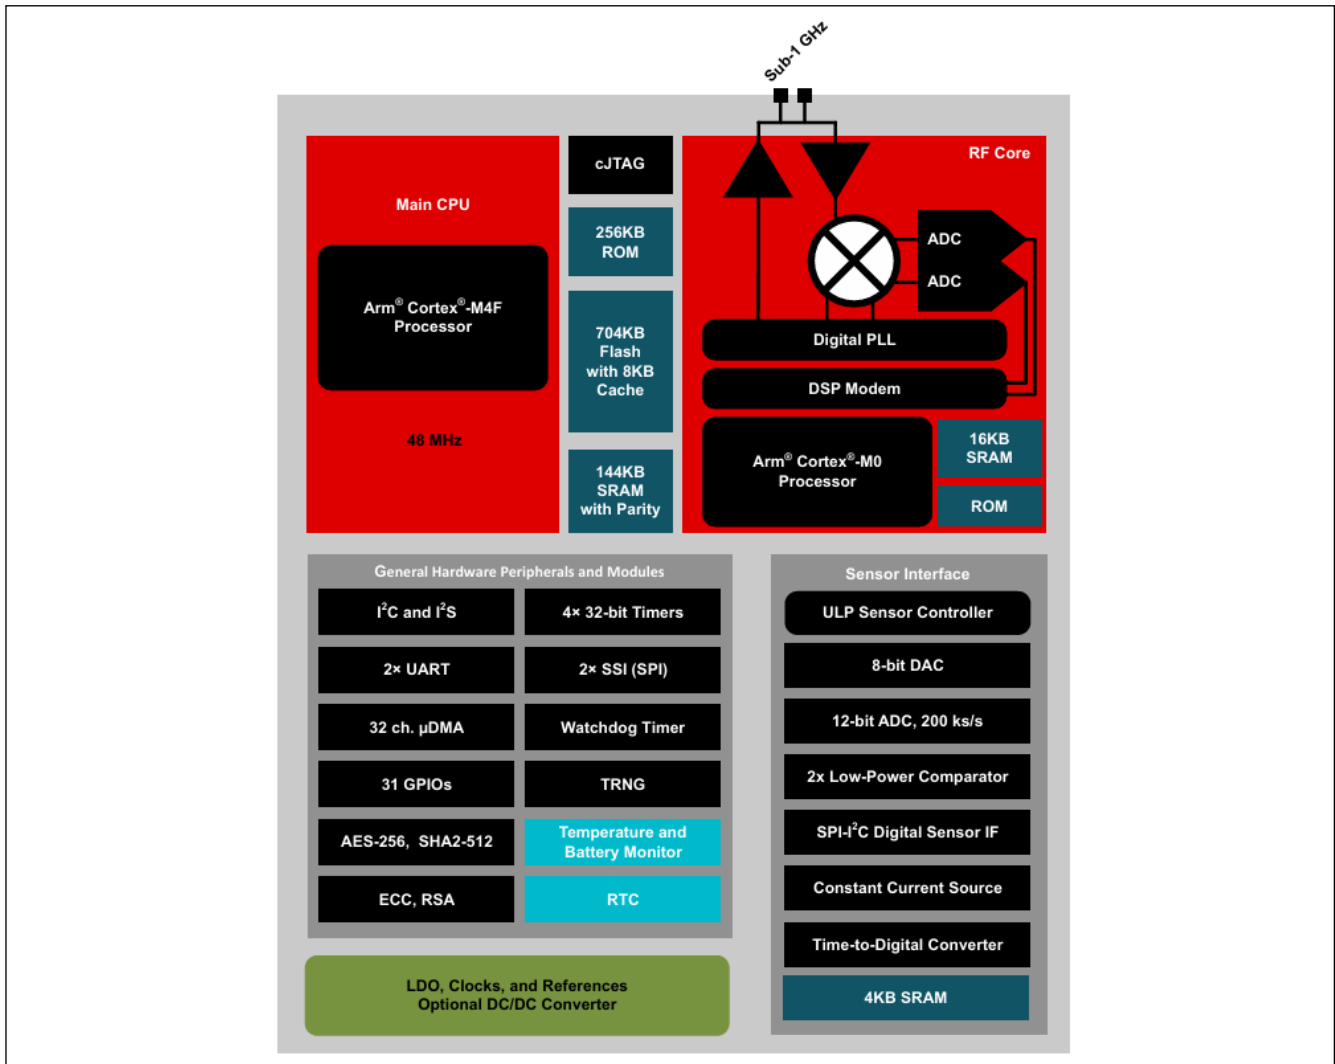 Sub-1 GHz
Main CPU
Arm® Cortex®-M4F
Processor
48 MHz
cJTAG
256KB
ROM
704KB
Flash
with 8KB
Cache
144KB
SRAM
with Parity
RF Core
ADC
ADC
Digital PLL
DSP Modem
Arm® Cortex®-M0
Processor
16KB
SRAM
ROM
General Hardware Peripherals and Modules
I²C and I²S
4× 32-bit Timers
2× UART
2× SSI (SPI)
32 ch. µDMA
Watchdog Timer
31 GPIOs
TRNG
AES-256, SHA2-512
Temperature and
Battery Monitor
ECC, RSA
RTC
LDO, Clocks, and References
Optional DC/DC Converter
Sensor Interface
ULP Sensor Controller
8-bit DAC
12-bit ADC, 200 ks/s
2x Low-Power Comparator
SPI-I²C Digital Sensor IF
Constant Current Source
Time-to-Digital Converter
4KB SRAM